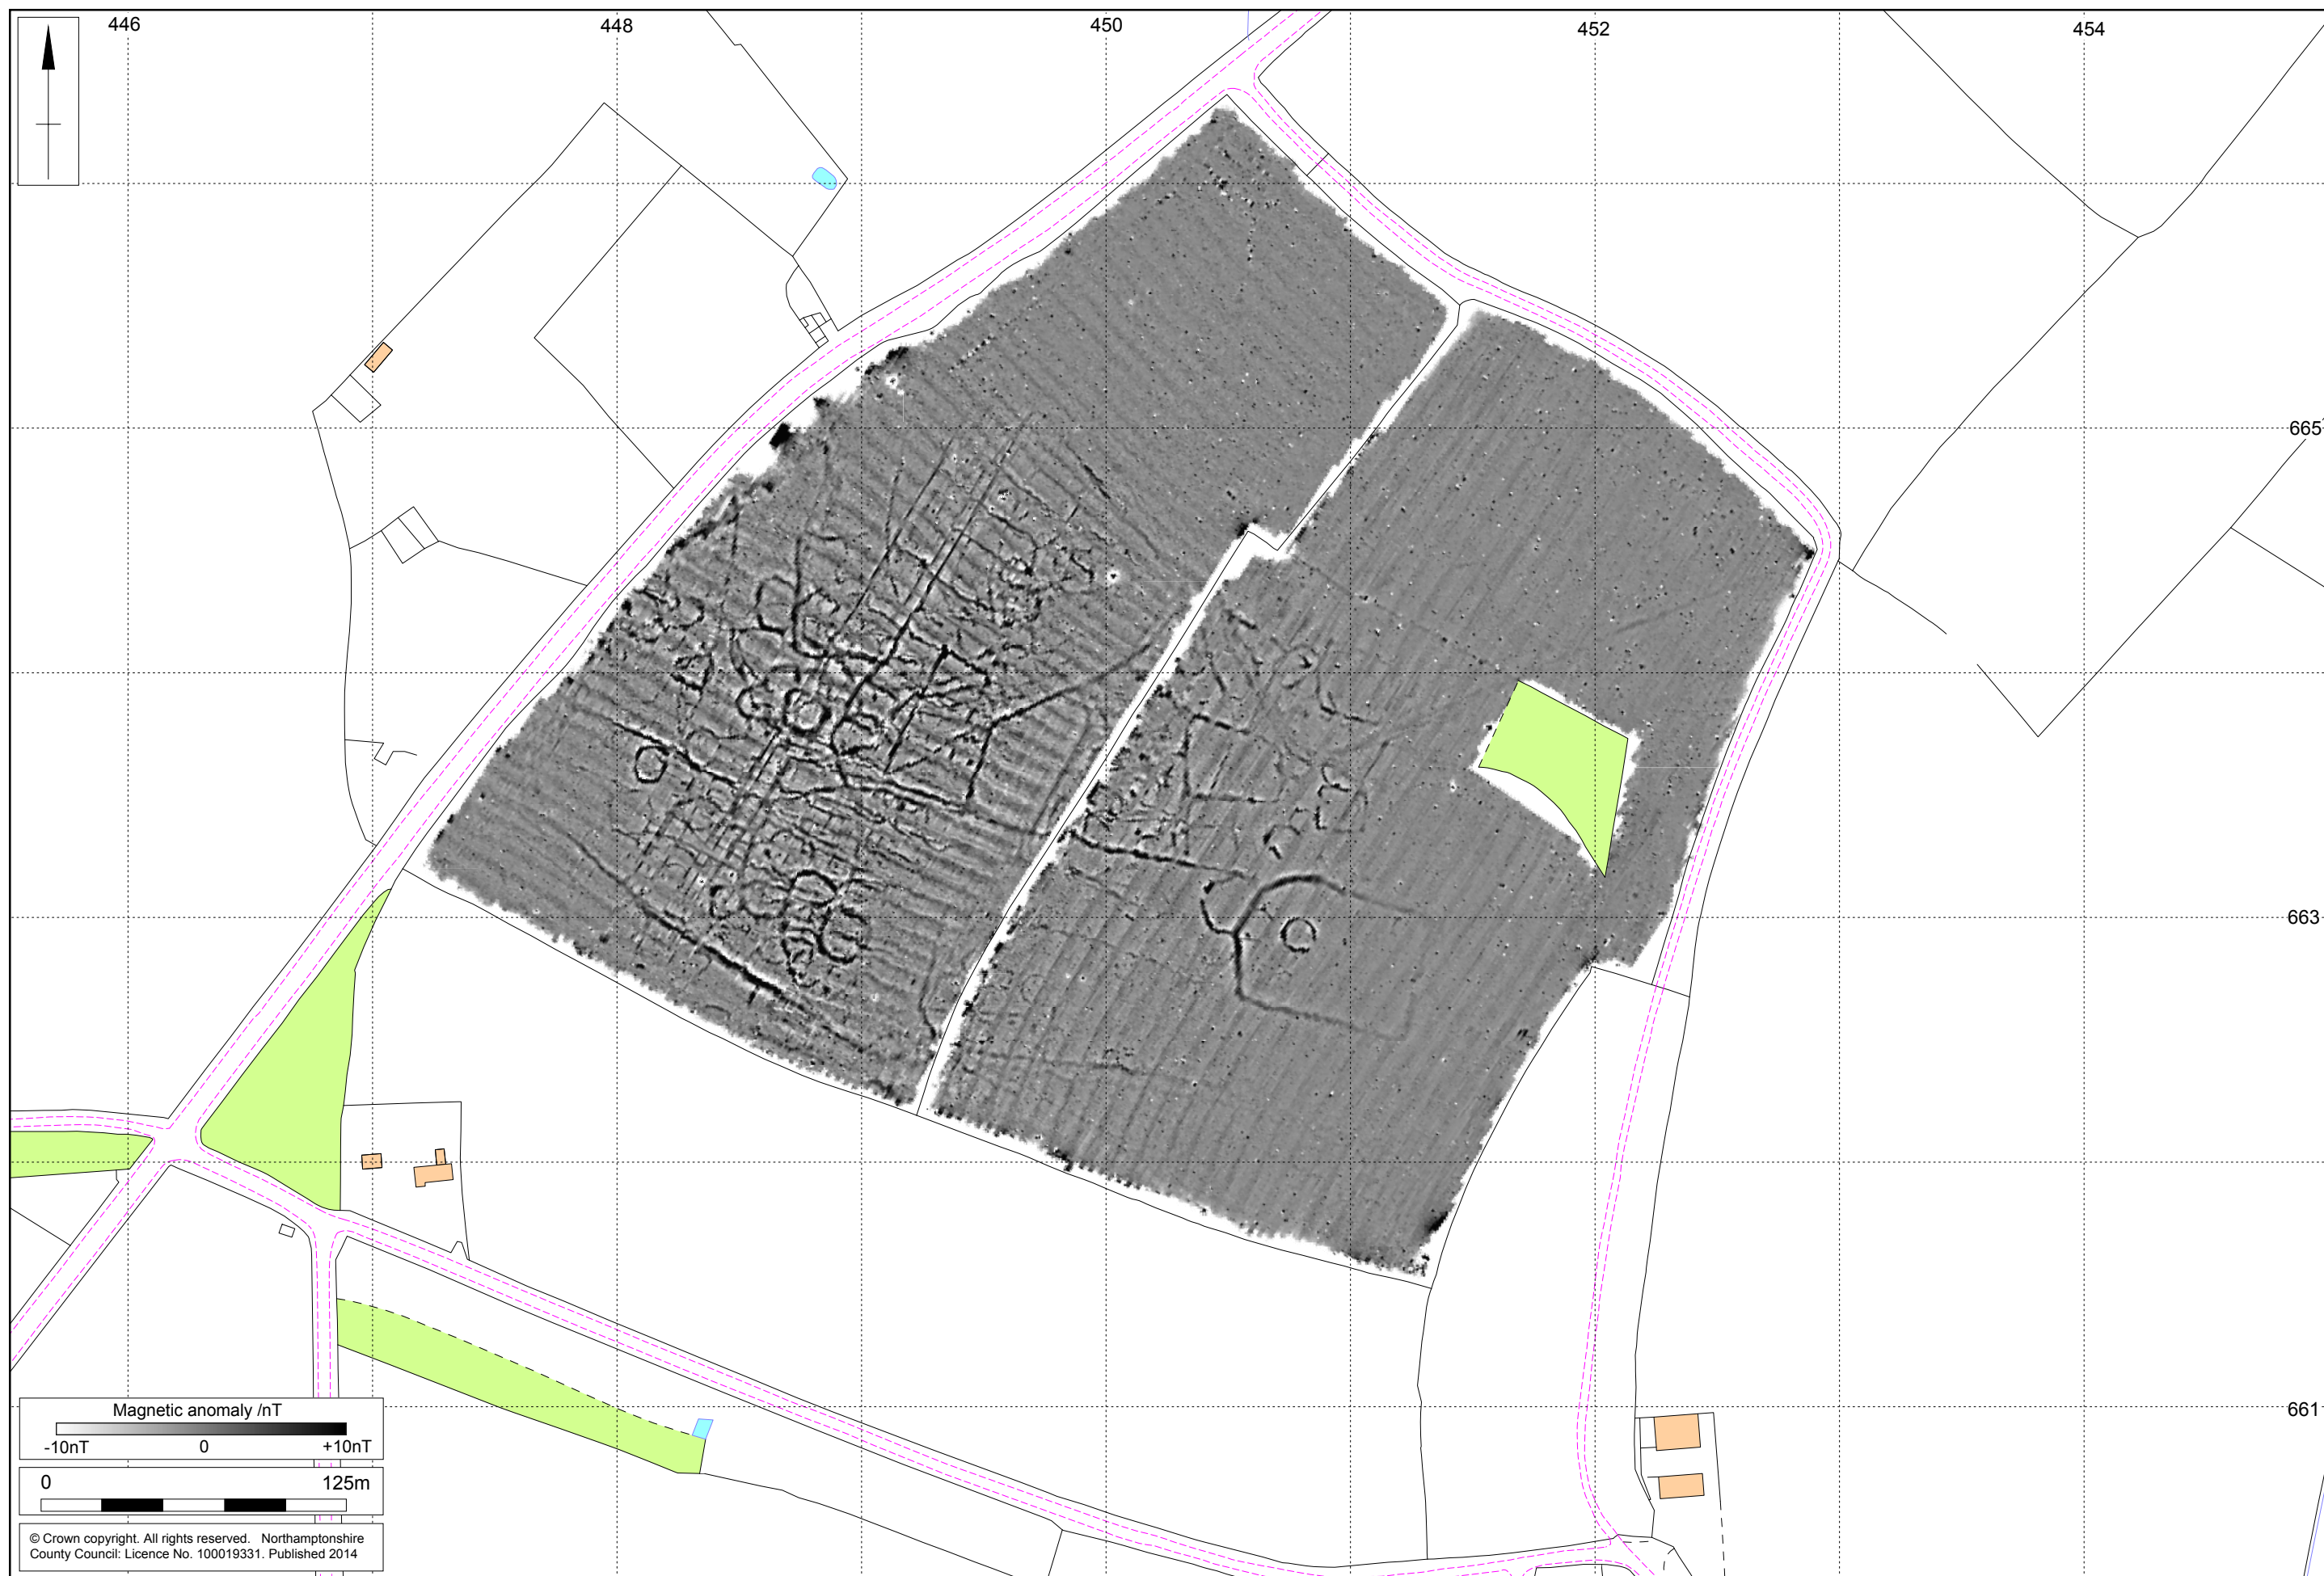 446
448
450
452
454
665
663
661
Magnetic anomaly /nT
-10nT 0 +10nT
0 125m
© Crown copyright. All rights reserved. Northamptonshire
County Council: Licence No. 100019331. Published 2014